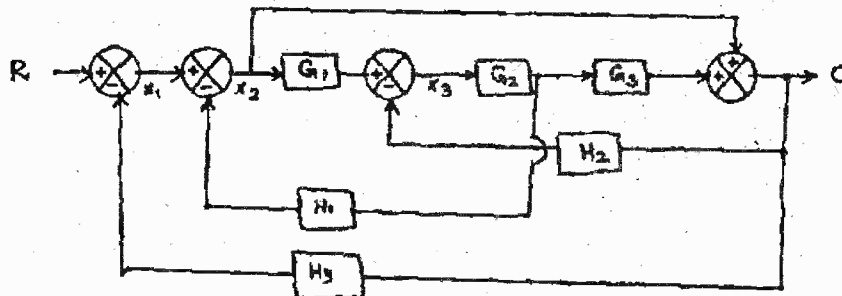 R + - x₁ + - x₂ G₁ + - x₃ G₂ G₃ + + C
H₂
H₁
H3